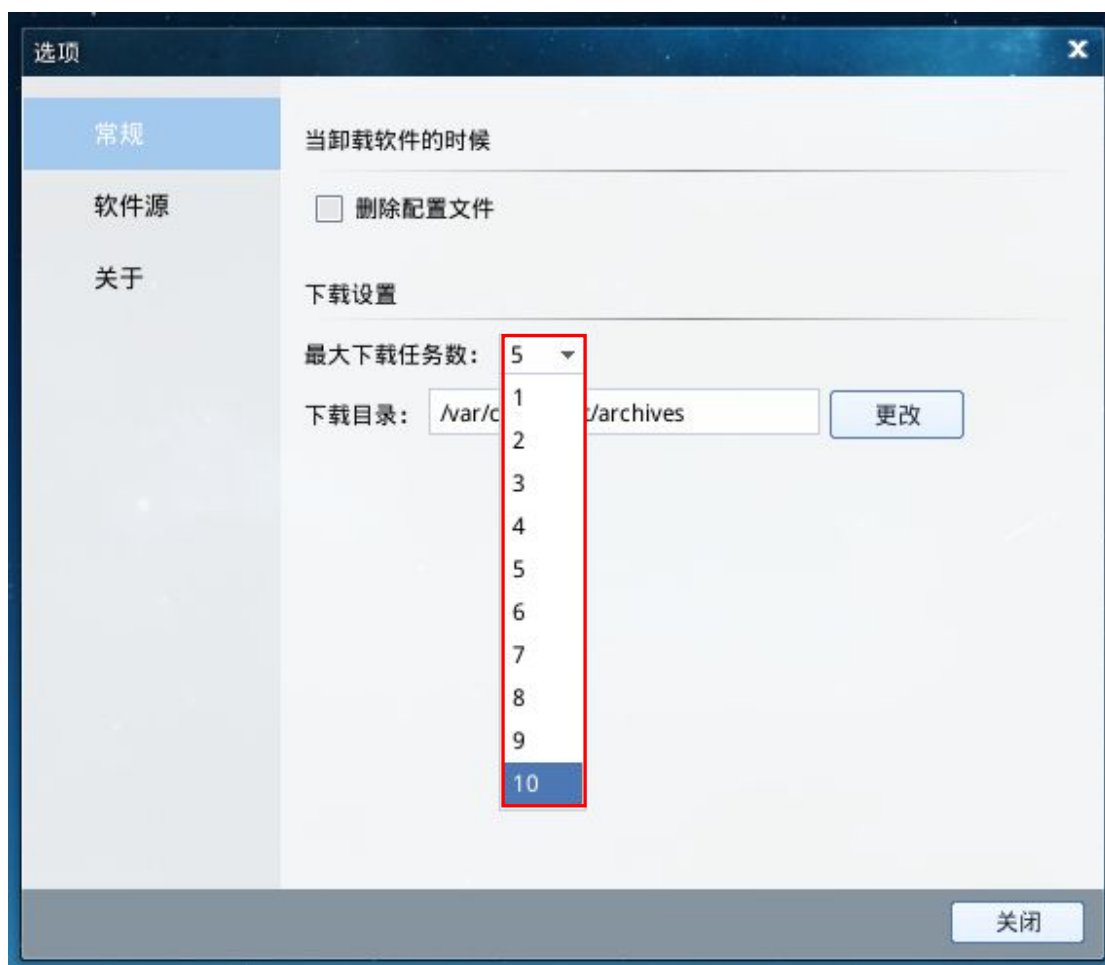 选项
常规
软件源
关于
当卸载软件的时候
删除配置文件
下载设置
最大下载任务数: 5
下载目录: /var/c /archives 更改
1
2
3
4
5
6
7
8
9
10
关闭